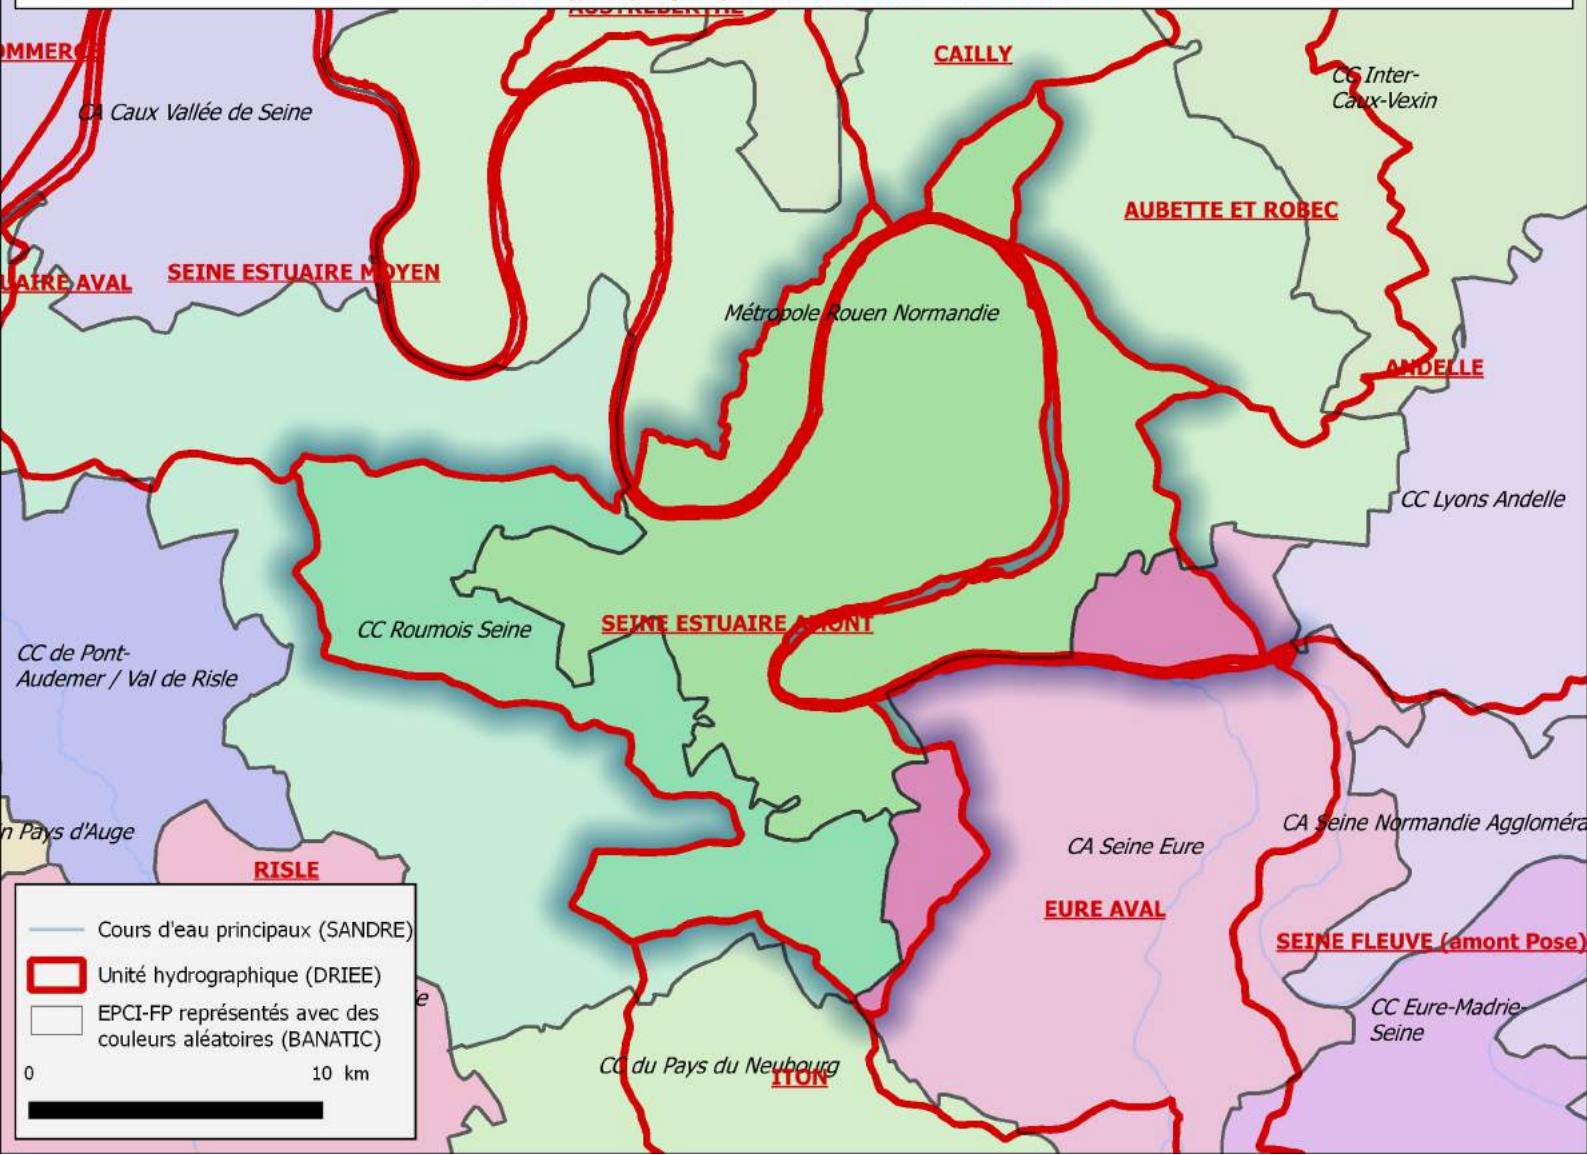 AUSTREBERTHE
CAILLY
CC Inter-
Caux-Vexin
CA Caux Vallée de Seine
AUBETTE ET ROBEC
SEINE ESTUAIRE MOYEN
UAIRE AVAL
Métropole Rouen Normandie
ANDELLE
CC Lyons Andelle
CC Roumois Seine
SEINE ESTUAIRE AMONT
CC de Pont-
Audemer / Val de Risle
n Pays d'Auge
CA Seine Normandie Aggloméra
CA Seine Eure
RISLE
EURE AVAL
SEINE FLEUVE (amont Pose)
CC Eure-Madrie-
Seine
CC du Pays du Neubourg
ITON
Cours d'eau principaux (SANDRE)
Unité hydrographique (DRIEE)
EPCI-FP représentés avec des
couleurs aléatoires (BANATIC)
0 10 km